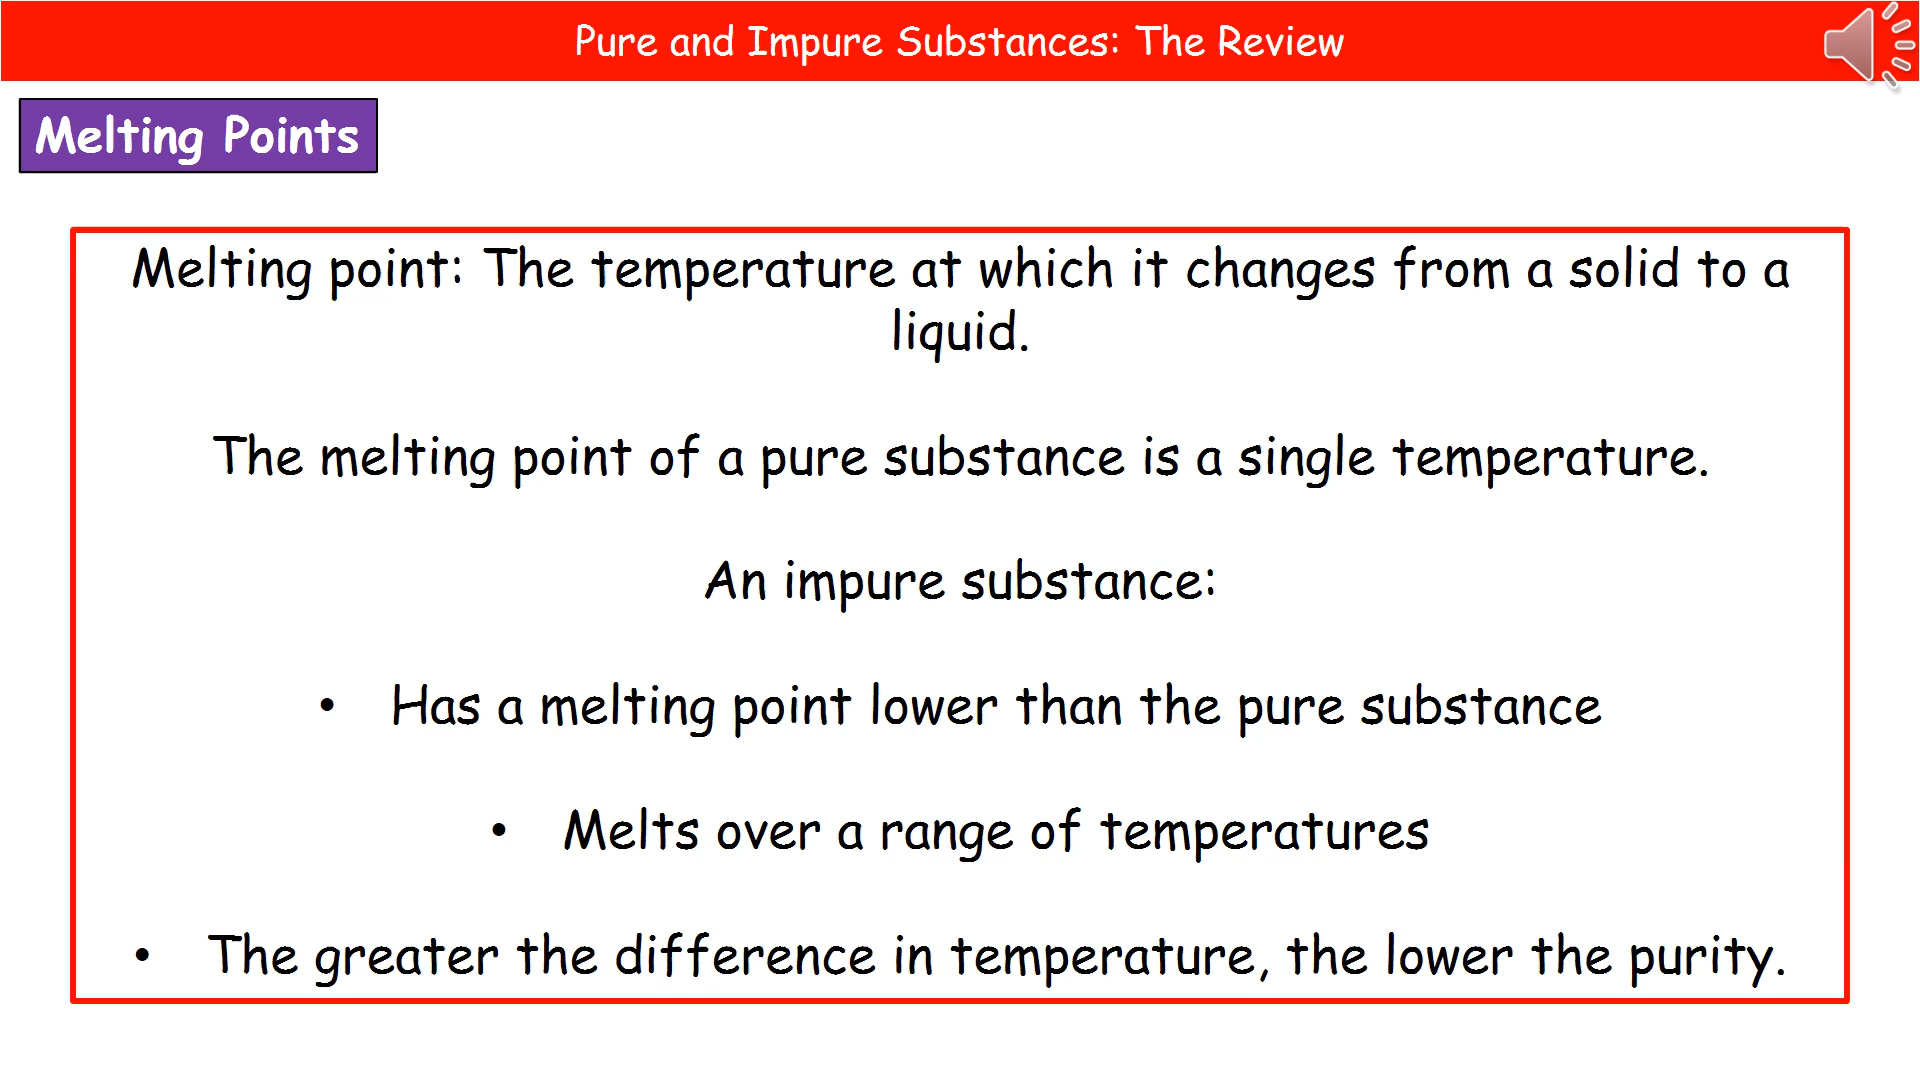 Pure and Impure Substances: The Review
Melting Points
Melting point: The temperature at which it changes from a solid to a
liquid.
The melting point of a pure substance is a single temperature.
An impure substance:
• Has a melting point lower than the pure substance
• Melts over a range of temperatures
• The greater the difference in temperature, the lower the purity.